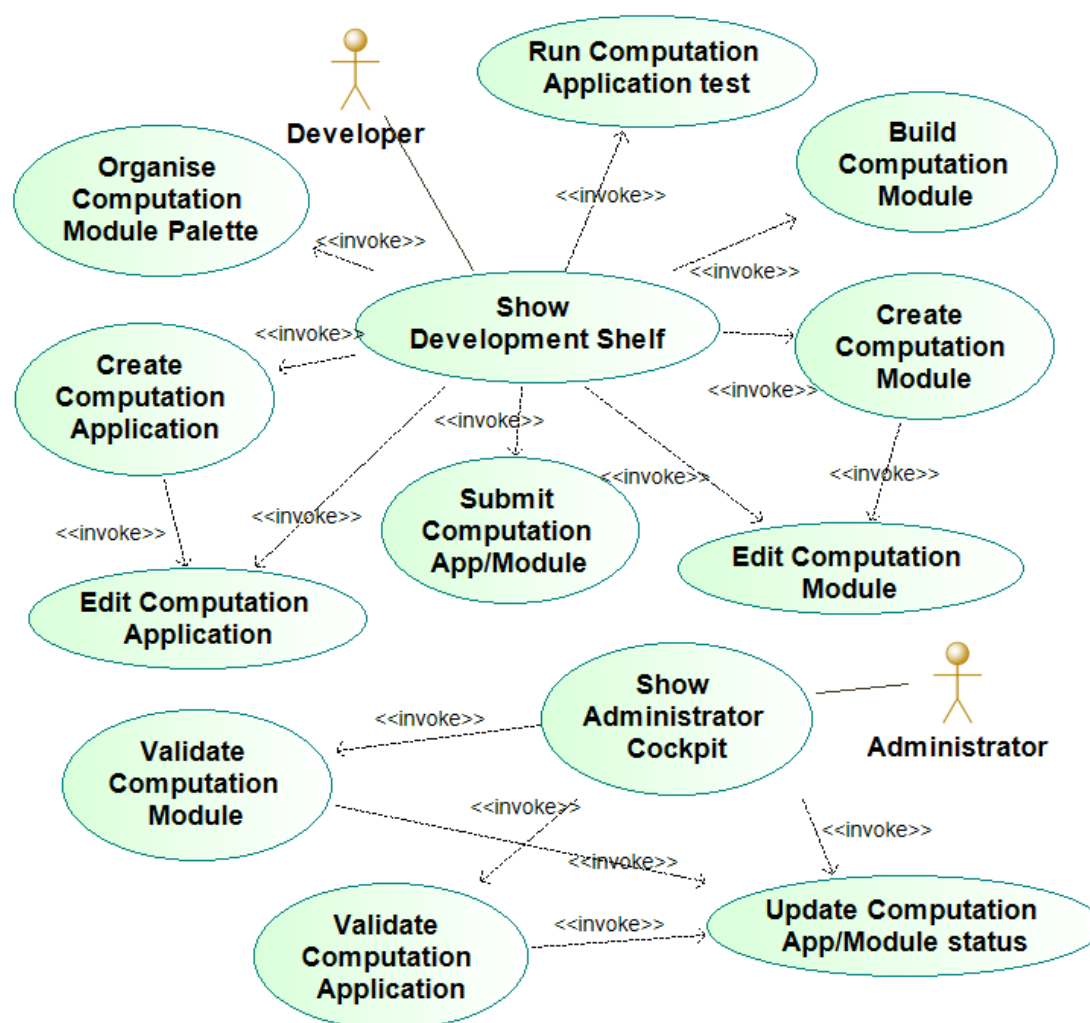 Run Computation
Application test
Developer
Build
Computation
Module
Organise
Computation
Module Palette
<<invoke>>
<<invoke>>
<<invoke>>
Show
Development Shelf
Create
Computation
Module
<<invoke>>
Create
Computation
Application
<<invoke>>
<<invoke>>
<<invoke>>
<<invoke>>
<<invoke>>
<<invoke>>
Submit
Computation
App/Module
Edit Computation
Module
Edit Computation
Application
Show
Administrator
Cockpit
Administrator
<<invoke>>
Validate
Computation
Module
<<invoke>>
<<invoke>>
<<invoke>>
Validate
Computation
Application
<<invoke>>
Update Computation
App/Module status